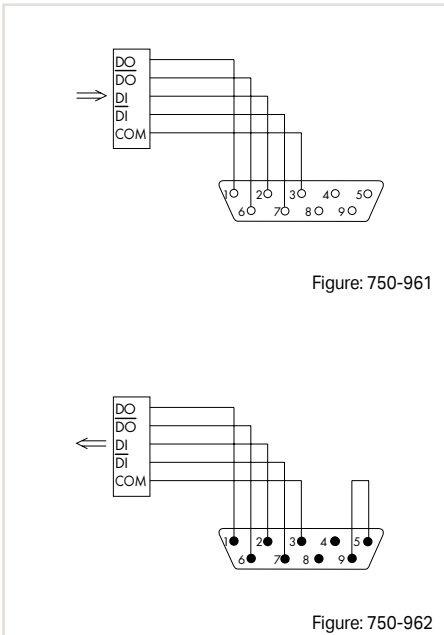 DO
DO
DI
DI
COM
1 2 3 4 5
6 7 8 9
Figure: 750-961
DO
DO
DI
DI
COM
1 2 3 4 5
6 7 8 9
Figure: 750-962